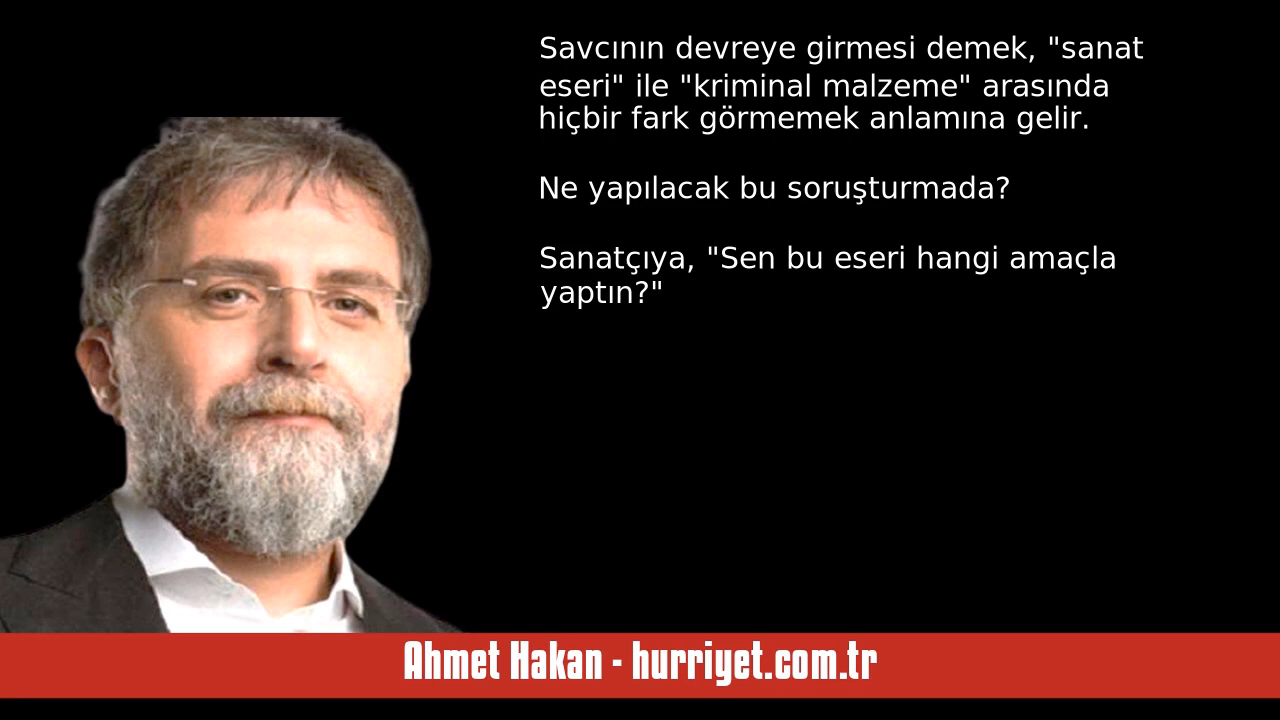 Savcının devreye girmesi demek, "sanat
eseri" ile "kriminal malzeme" arasında
hiçbir fark görmemek anlamına gelir.
Ne yapılacak bu soruşturmada?
Sanatçıya, "Sen bu eseri hangi amaçla
yaptın?"
Ahmet Hakan - hurriyet.com.tr